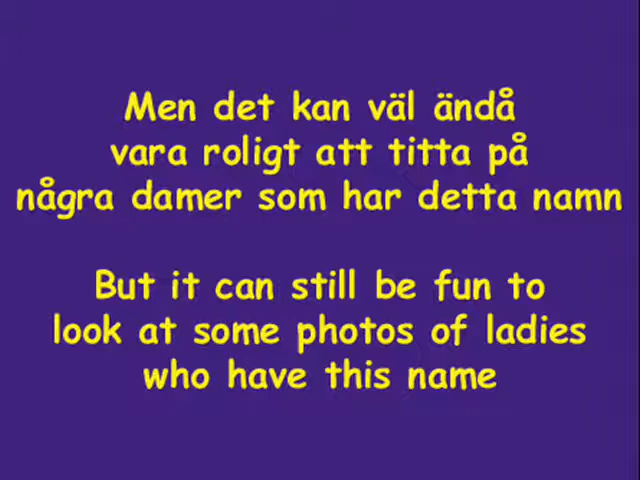 Men det kan väl ändå
vara roligt att titta på
några damer som har detta namn
But it can still be fun to
look at some photos of ladies
who have this name